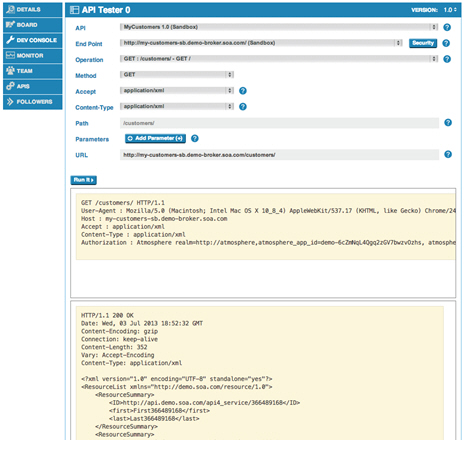 DETAILS
BOARD
DEV CONSOLE
MONITOR
TEAM
APIS
FOLLOWERS
API Tester 0
VERSION: 1.0
API MyCustomers 1.0 (Sandbox)
End Point http://my-customers-sb.demo-broker.soa.com/ (Sandbox) Security
Operation GET : /customers/ - GET /
Method GET
Accept application/xml
Content-Type application/xml
Path /customers/
Parameters Add Parameter (+)
URL http://my-customers-sb.demo-broker.soa.com/customers/
Run It
GET /customers/ HTTP/1.1
User-Agent : Mozilla/5.0 (Macintosh; Intel Mac OS X 10_8_4) AppleWebKit/537.17 (KHTML, like Gecko) Chrome/24
Host : my-customers-sb.demo-broker.soa.com
Accept : application/xml
Content-Type : application/xml
Authorization : Atmosphere realm=http://atmosphere,atmosphere_app_id=demo-6cZmNqL4Qgq2zGV7bwzvGzhs, atmosphe
HTTP/1.1 200 OK
Date: Wed, 03 Jul 2013 18:52:32 GMT
Content-Encoding: gzip
Connection: keep-alive
Content-Length: 352
Vary: Accept-Encoding
Content-Type: application/xml
<?xml version="1.0" encoding="UTF-8" standalone="yes"?>
<ResourceList xmlns="http://demo.soa.com/resource/1.0">
<ResourceSummary>
<ID>http://api.demo.soa.com/api4_service/366489168</ID>
<first>First366489168</first>
<last>Last366489168</last>
</ResourceSummary>
<ResourceSummary>